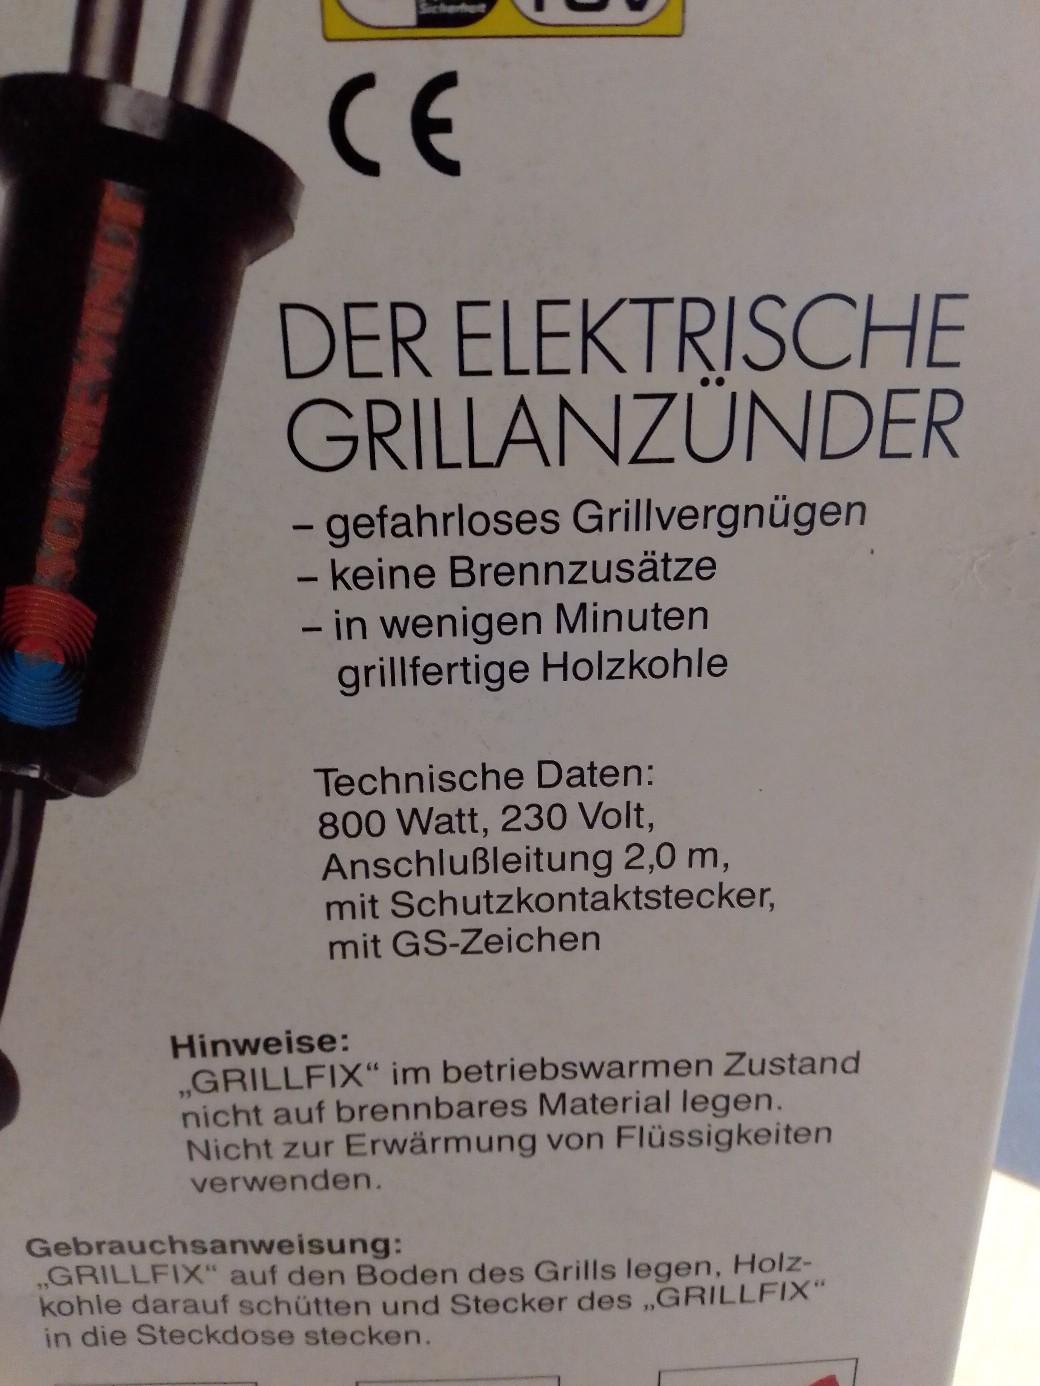 Sicherheit
TÜV
CE
SCHNIEWINDT
DER ELEKTRISCHE
GRILLANZÜNDER
– gefahrloses Grillvergnügen
– keine Brennzusätze
– in wenigen Minuten
grillfertige Holzkohle
Technische Daten:
800 Watt, 230 Volt,
Anschlußleitung 2,0 m,
mit Schutzkontaktstecker,
mit GS-Zeichen
Hinweise:
„GRILLFIX“ im betriebswarmen Zustand
nicht auf brennbares Material legen.
Nicht zur Erwärmung von Flüssigkeiten
verwenden.
Gebrauchsanweisung:
„GRILLFIX“ auf den Boden des Grills legen, Holz-
kohle darauf schütten und Stecker des „GRILLFIX“
in die Steckdose stecken.